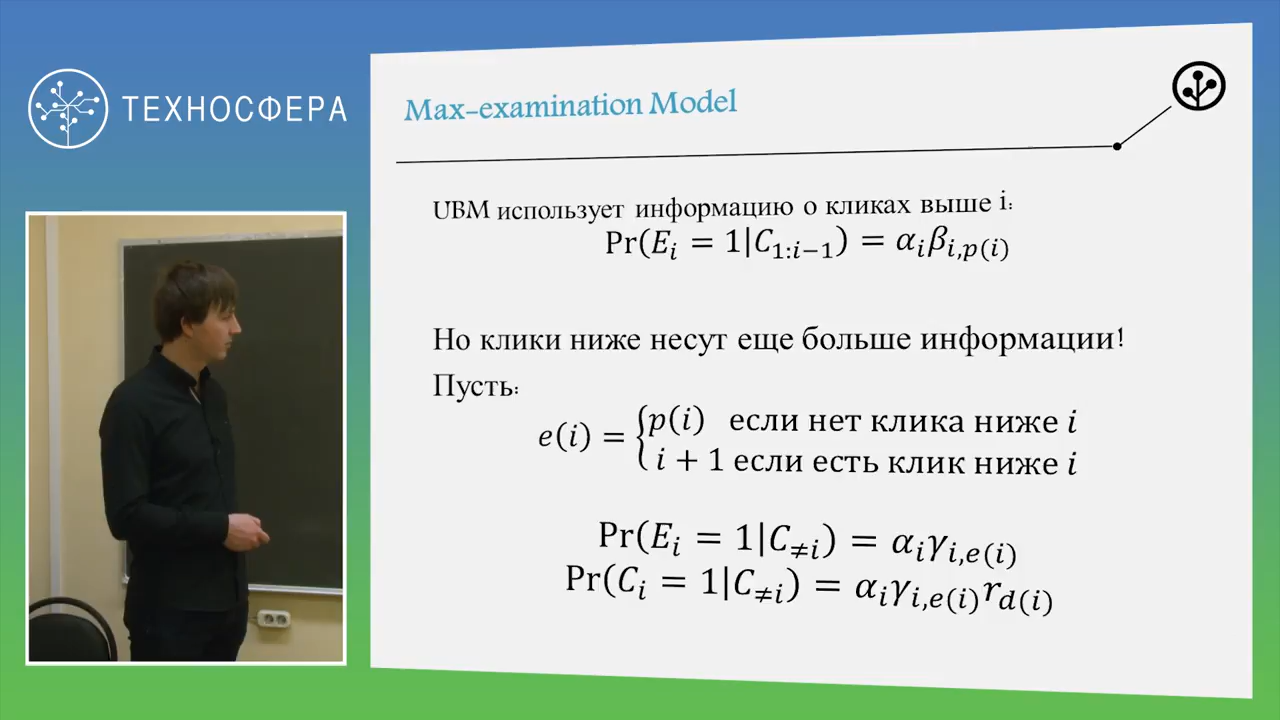 ТЕХНОСФЕРА
Max-examination Model
UBM использует информацию о кликах выше i:
Pr(E_i = 1|C_{1:i−1}) = α_i β_{i,p(i)}
Но клики ниже несут еще больше информации!
Пусть:
e(i) = { p(i) если нет клика ниже i
i + 1 если есть клик ниже i
Pr(E_i = 1|C_{≠i}) = α_i γ_{i,e(i)}
Pr(C_i = 1|C_{≠i}) = α_i γ_{i,e(i)} r_{d(i)}